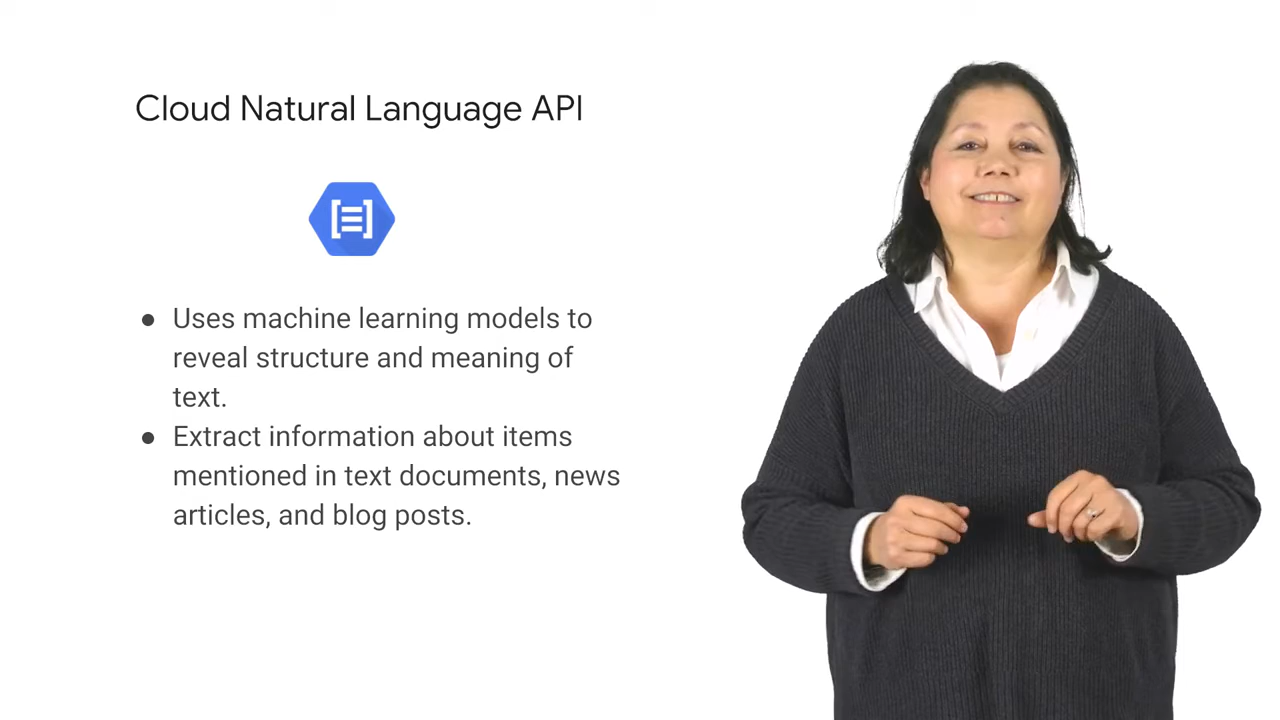 Cloud Natural Language API
● Uses machine learning models to
reveal structure and meaning of
text.
● Extract information about items
mentioned in text documents, news
articles, and blog posts.